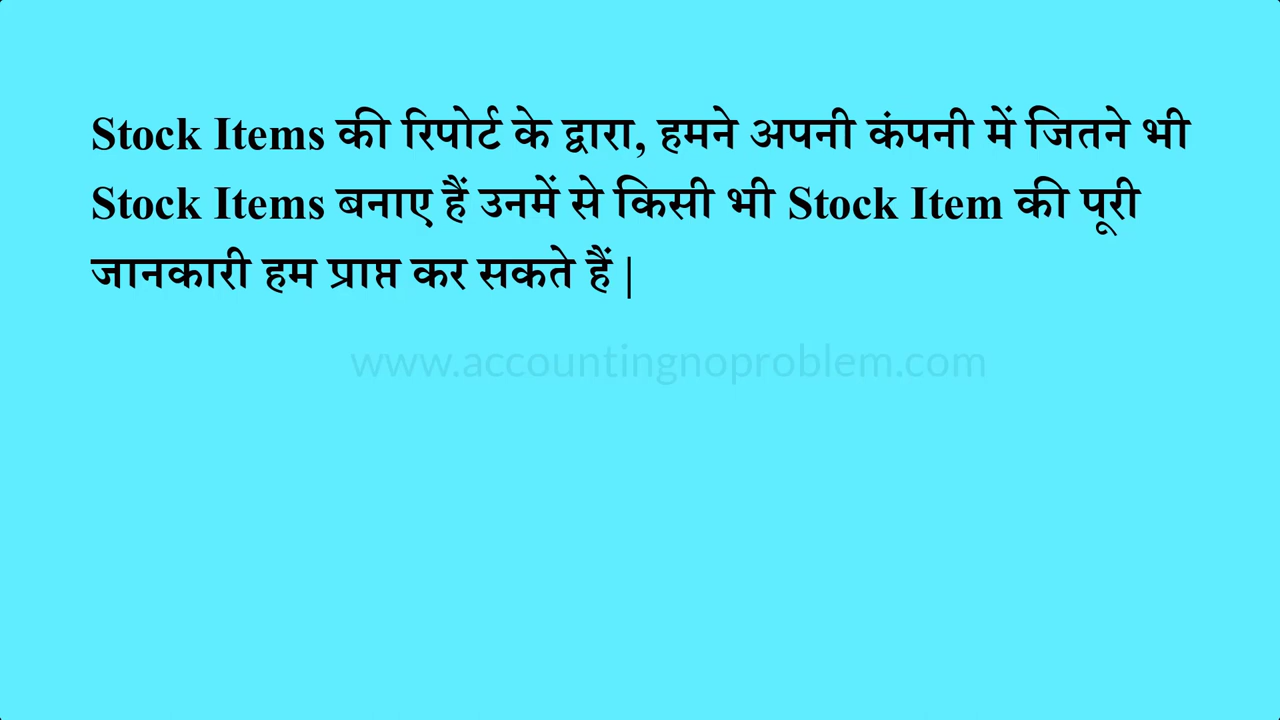 Stock Items की रिपोर्ट के द्वारा, हमने अपनी कंपनी में जितने भी
Stock Items बनाए हैं उनमें से किसी भी Stock Item की पूरी
जानकारी हम प्राप्त कर सकते हैं |
www.accountingnoproblem.com